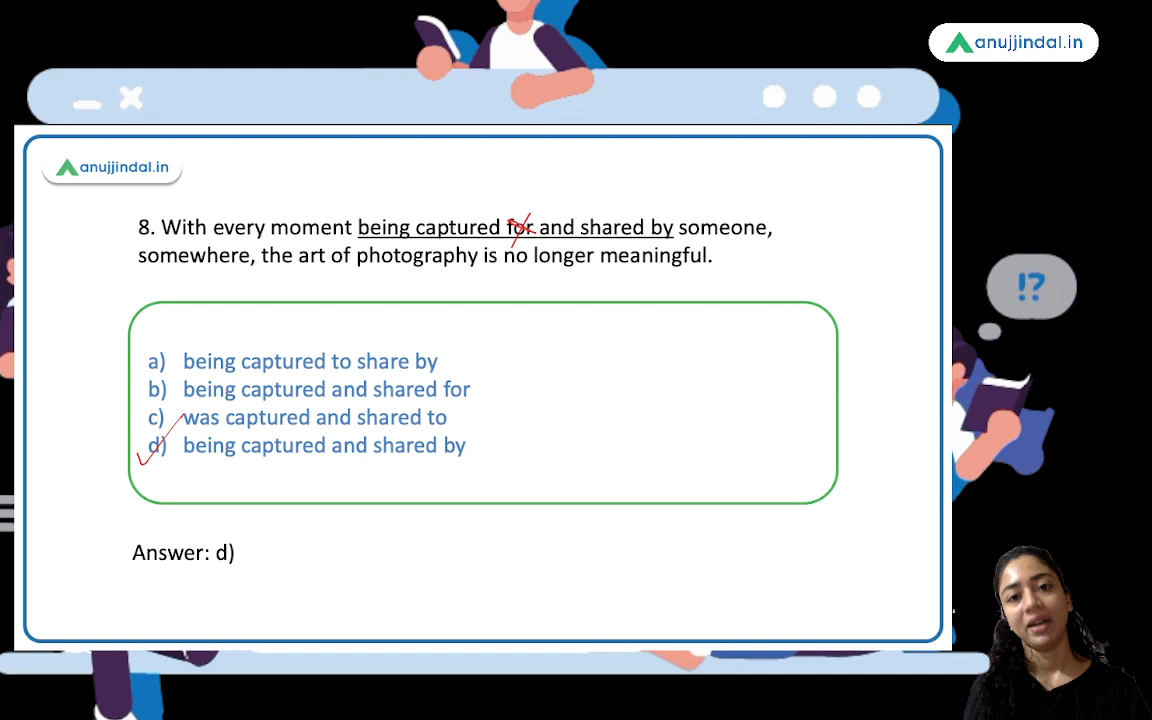 anujjindal.in
anujjindal.in
8. With every moment being captured for and shared by someone,
somewhere, the art of photography is no longer meaningful.
!?
a) being captured to share by
b) being captured and shared for
c) was captured and shared to
d) being captured and shared by
Answer: d)